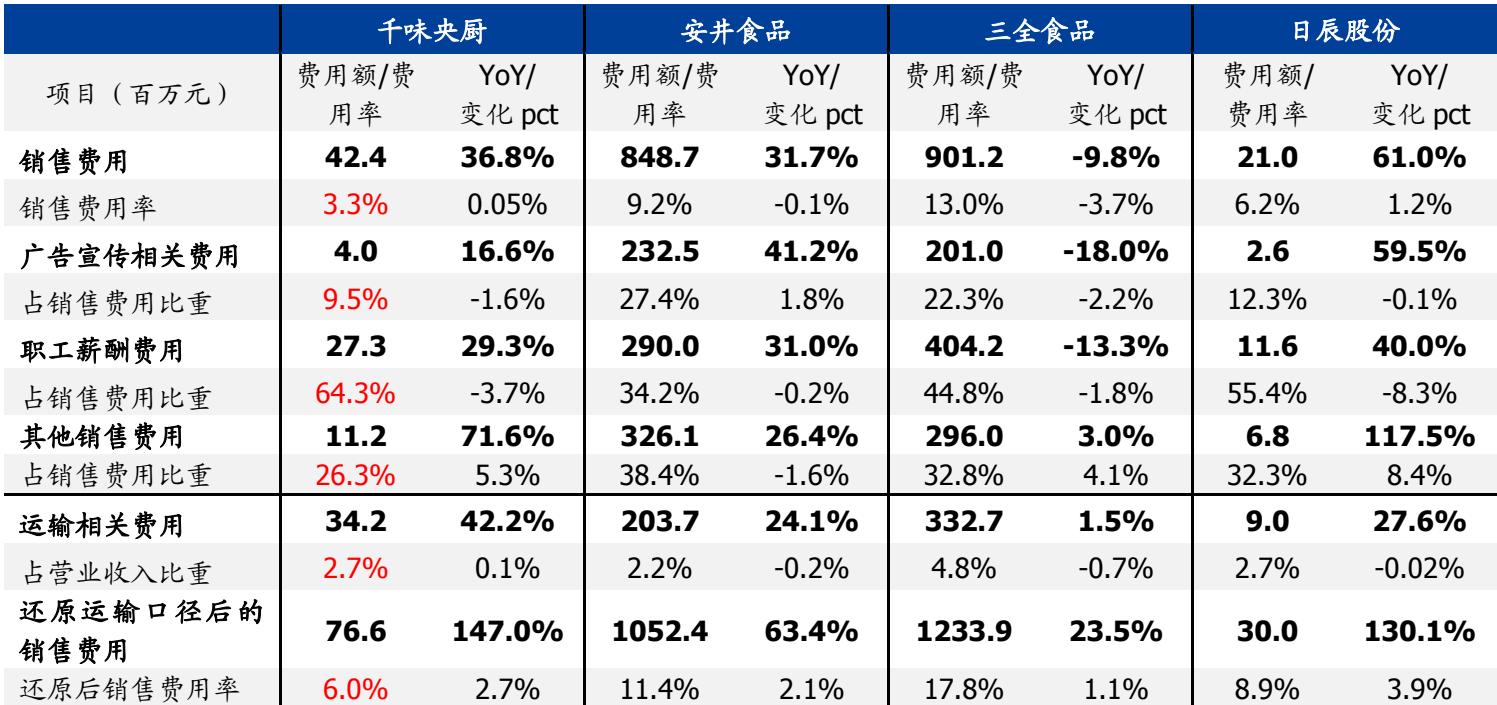 千味央厨 安井食品 三全食品 日辰股份
项目（百万元） 费用额/费用率 YoY/变化 pct 费用额/费用率 YoY/变化 pct 费用额/费用率 YoY/变化 pct 费用额/费用率 YoY/变化 pct
销售费用 42.4 36.8% 848.7 31.7% 901.2 -9.8% 21.0 61.0%
销售费用率 3.3% 0.05% 9.2% -0.1% 13.0% -3.7% 6.2% 1.2%
广告宣传相关费用 4.0 16.6% 232.5 41.2% 201.0 -18.0% 2.6 59.5%
占销售费用比重 9.5% -1.6% 27.4% 1.8% 22.3% -2.2% 12.3% -0.1%
职工薪酬费用 27.3 29.3% 290.0 31.0% 404.2 -13.3% 11.6 40.0%
占销售费用比重 64.3% -3.7% 34.2% -0.2% 44.8% -1.8% 55.4% -8.3%
其他销售费用 11.2 71.6% 326.1 26.4% 296.0 3.0% 6.8 117.5%
占销售费用比重 26.3% 5.3% 38.4% -1.6% 32.8% 4.1% 32.3% 8.4%
运输相关费用 34.2 42.2% 203.7 24.1% 332.7 1.5% 9.0 27.6%
占营业收入比重 2.7% 0.1% 2.2% -0.2% 4.8% -0.7% 2.7% -0.02%
还原运输口径后的销售费用 76.6 147.0% 1052.4 63.4% 1233.9 23.5% 30.0 130.1%
还原后销售费用率 6.0% 2.7% 11.4% 2.1% 17.8% 1.1% 8.9% 3.9%